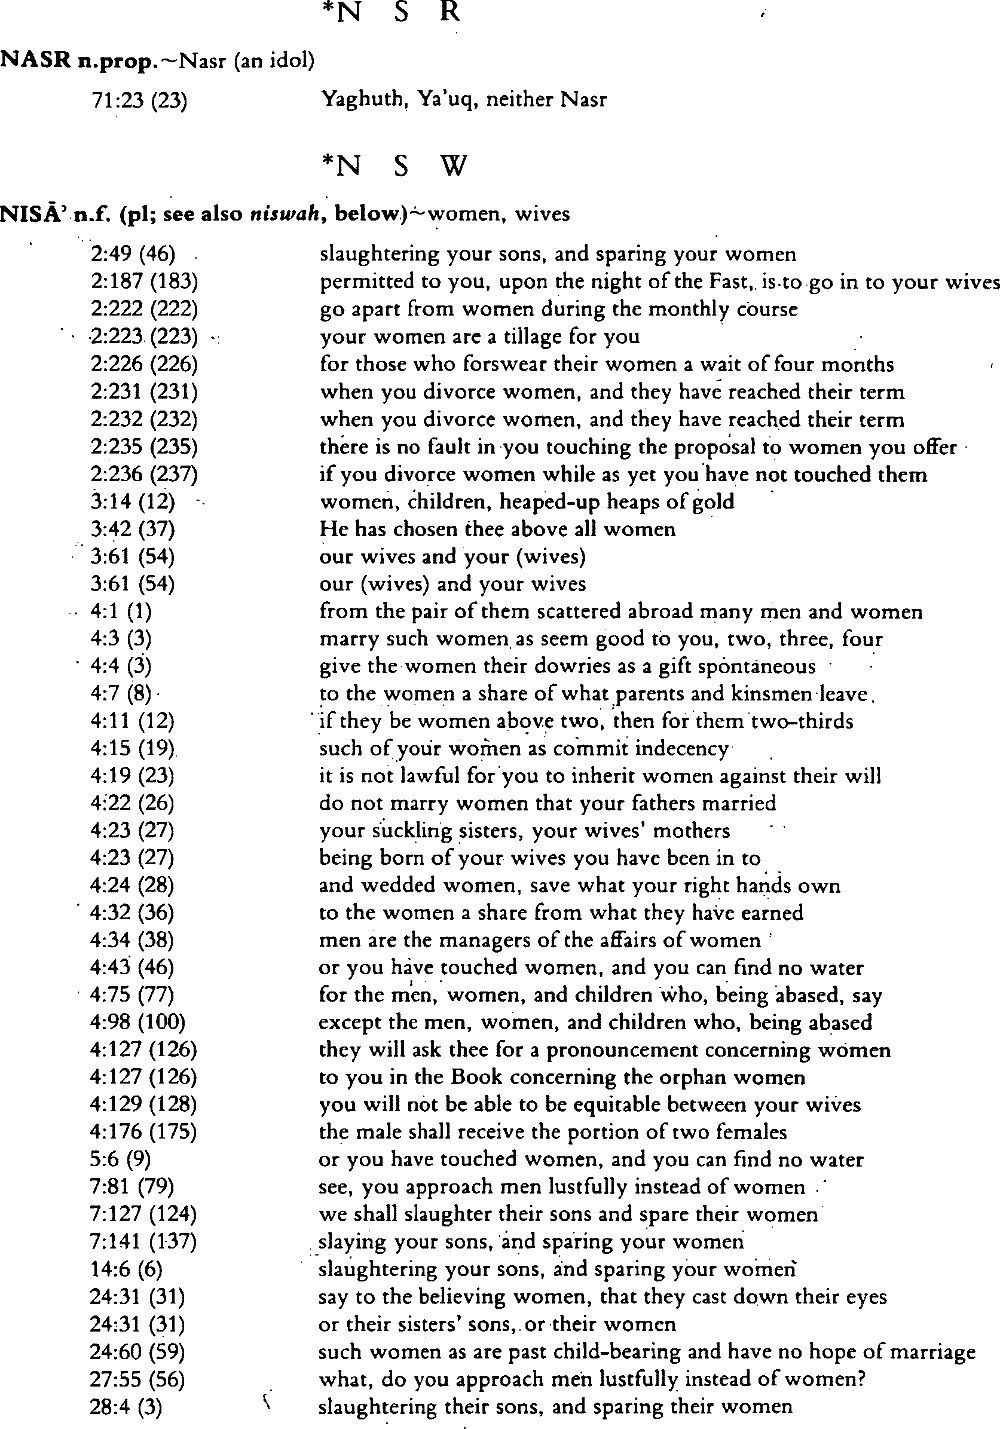 *N S R
NASR n.prop.~Nasr (an idol)
71:23 (23) Yaghuth, Ya'uq, neither Nasr
*N S W
NISĀʾ n.f. (pl; see also niswah, below)~women, wives
2:49 (46) slaughtering your sons, and sparing your women
2:187 (183) permitted to you, upon the night of the Fast, is to go in to your wives
2:222 (222) go apart from women during the monthly course
2:223 (223) your women are a tillage for you
2:226 (226) for those who forswear their women a wait of four months
2:231 (231) when you divorce women, and they have reached their term
2:232 (232) when you divorce women, and they have reached their term
2:235 (235) there is no fault in you touching the proposal to women you offer
2:236 (237) if you divorce women while as yet you have not touched them
3:14 (12) women, children, heaped-up heaps of gold
3:42 (37) He has chosen thee above all women
3:61 (54) our wives and your (wives)
3:61 (54) our (wives) and your wives
4:1 (1) from the pair of them scattered abroad many men and women
4:3 (3) marry such women as seem good to you, two, three, four
4:4 (3) give the women their dowries as a gift spontaneous
4:7 (8) to the women a share of what parents and kinsmen leave
4:11 (12) if they be women above two, then for them two-thirds
4:15 (19) such of your women as commit indecency
4:19 (23) it is not lawful for you to inherit women against their will
4:22 (26) do not marry women that your fathers married
4:23 (27) your suckling sisters, your wives' mothers
4:23 (27) being born of your wives you have been in to
4:24 (28) and wedded women, save what your right hands own
4:32 (36) to the women a share from what they have earned
4:34 (38) men are the managers of the affairs of women
4:43 (46) or you have touched women, and you can find no water
4:75 (77) for the men, women, and children who, being abased, say
4:98 (100) except the men, women, and children who, being abased
4:127 (126) they will ask thee for a pronouncement concerning women
4:127 (126) to you in the Book concerning the orphan women
4:129 (128) you will not be able to be equitable between your wives
4:176 (175) the male shall receive the portion of two females
5:6 (9) or you have touched women, and you can find no water
7:81 (79) see, you approach men lustfully instead of women
7:127 (124) we shall slaughter their sons and spare their women
7:141 (137) slaying your sons, and sparing your women
14:6 (6) slaughtering your sons, and sparing your women
24:31 (31) say to the believing women, that they cast down their eyes
24:31 (31) or their sisters' sons, or their women
24:60 (59) such women as are past child-bearing and have no hope of marriage
27:55 (56) what, do you approach men lustfully instead of women?
28:4 (3) slaughtering their sons, and sparing their women